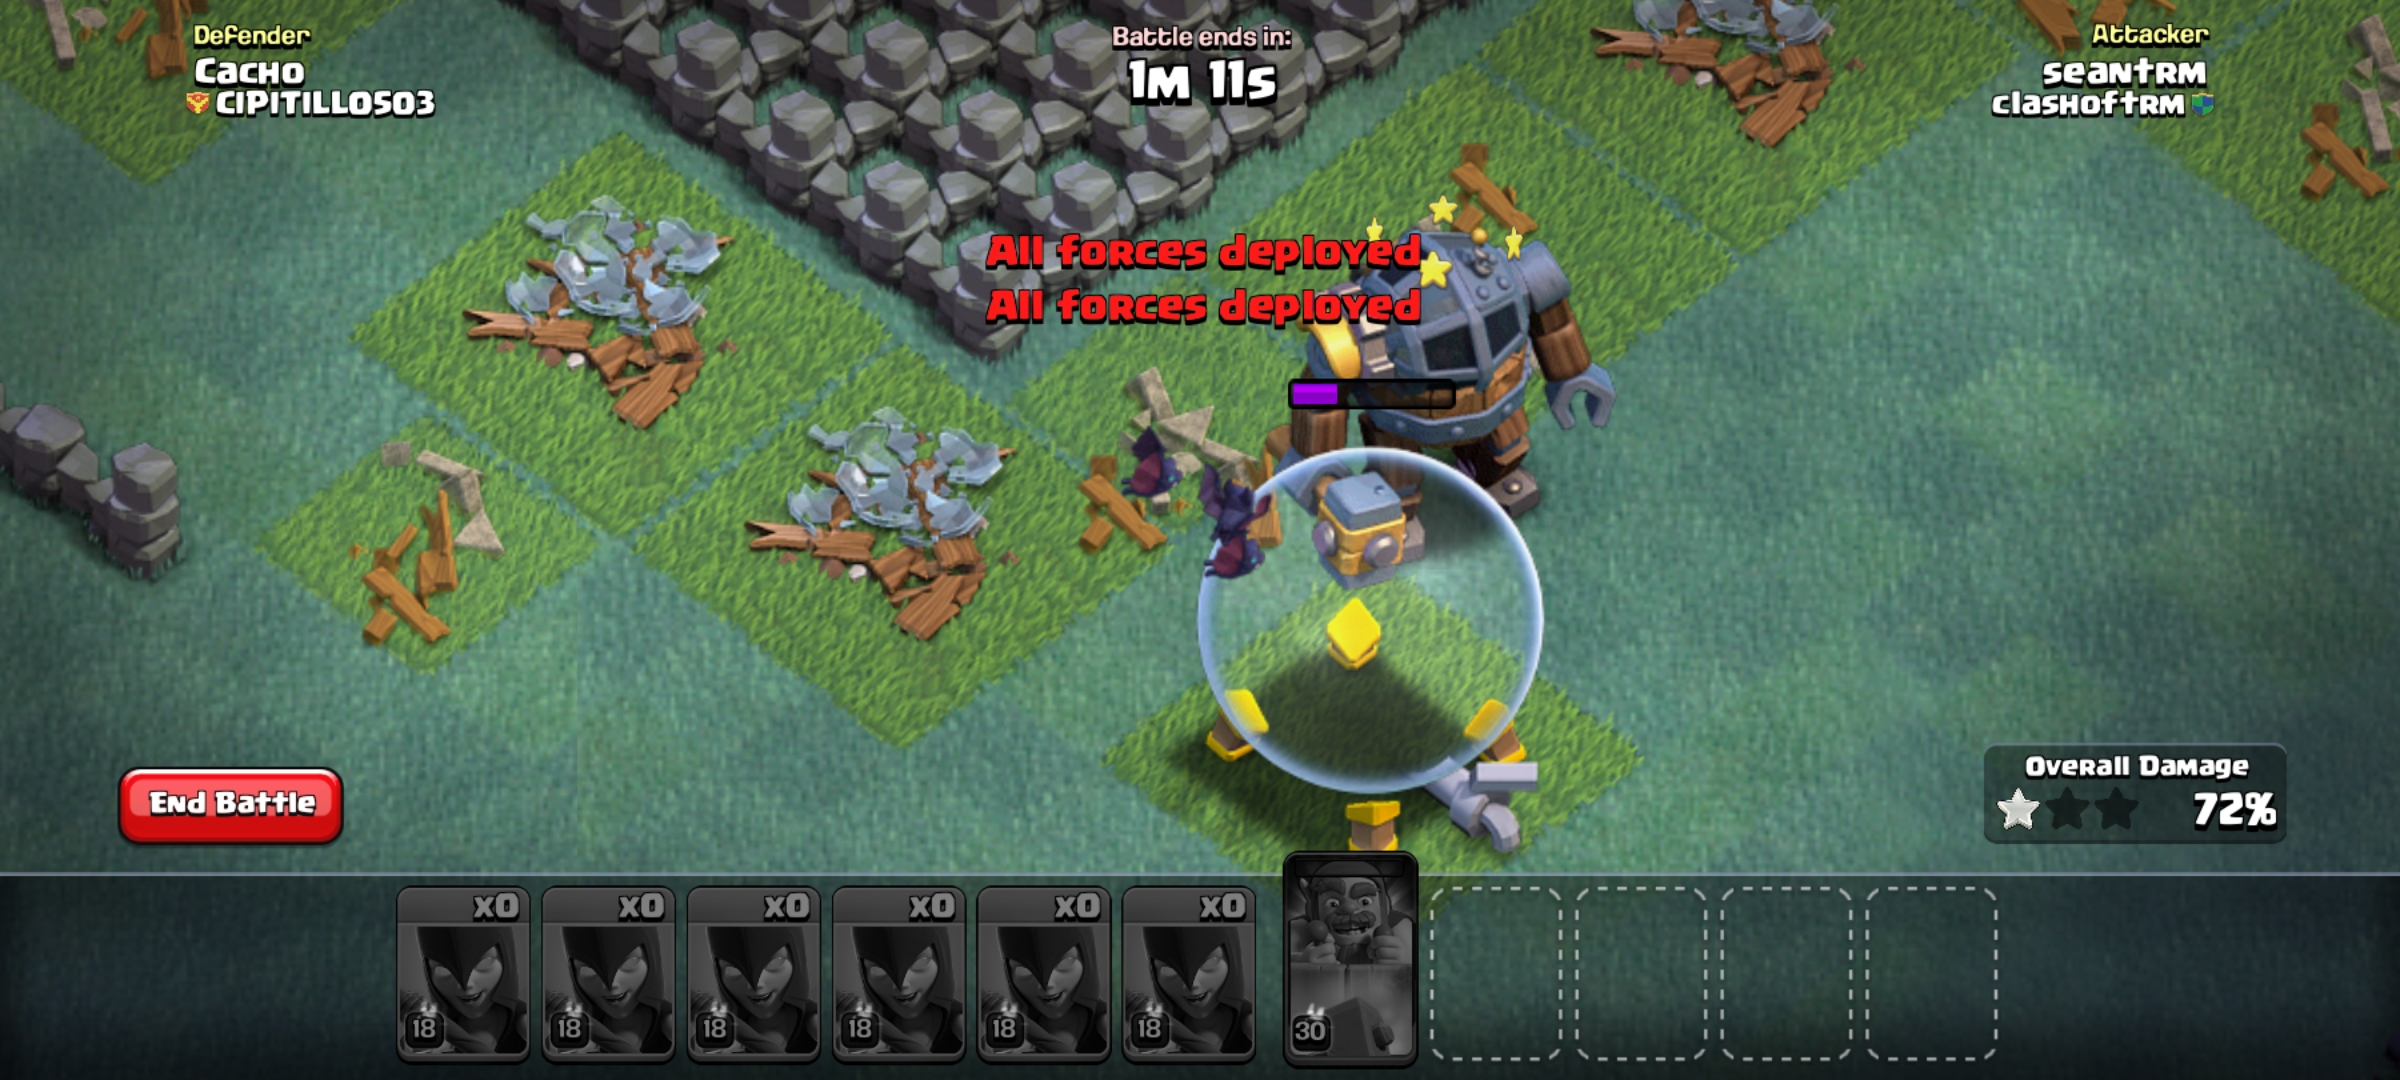 Defender
Cacho
CIPITILLOS03
Battle ends in:
1M 11s
Attacker
seantrm
clashoftrm
All forces deployed
All forces deployed
End Battle
Overall Damage
72%
x0 x0 x0 x0 x0 x0
18 18 18 18 18 18 30